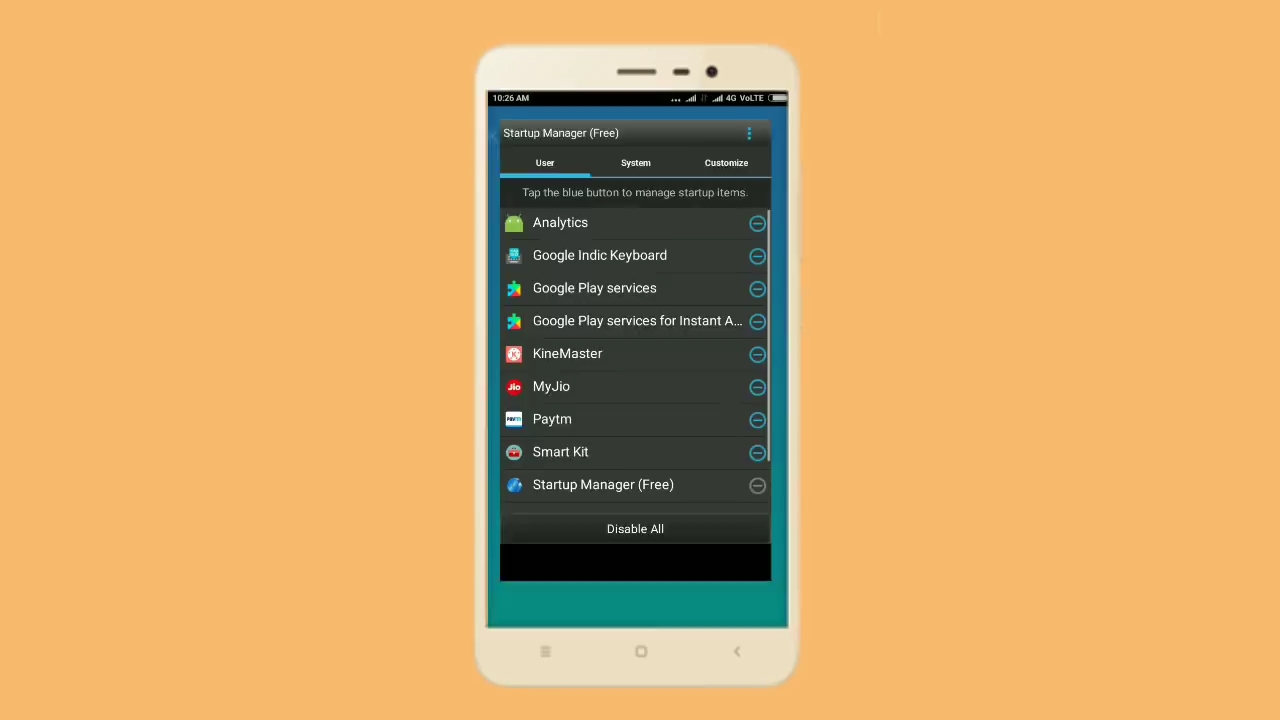 10:26 AM
4G VoLTE
Startup Manager (Free)
User
System
Customize
Tap the blue button to manage startup items.
Analytics
Google Indic Keyboard
Google Play services
Google Play services for Instant A...
KineMaster
MyJio
Jio
Paytm
Smart Kit
Startup Manager (Free)
Disable All